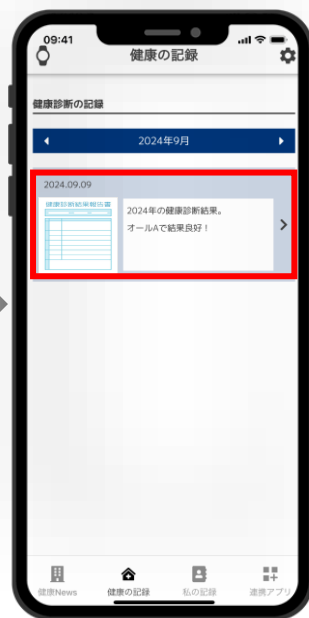 09:41
健康の記録
健康診断の記録
2024年9月
2024.09.09
健康診断結果報告書
2024年の健康診断結果。
オールAで結果良好！
健康News
健康の記録
私の記録
連携アプリ